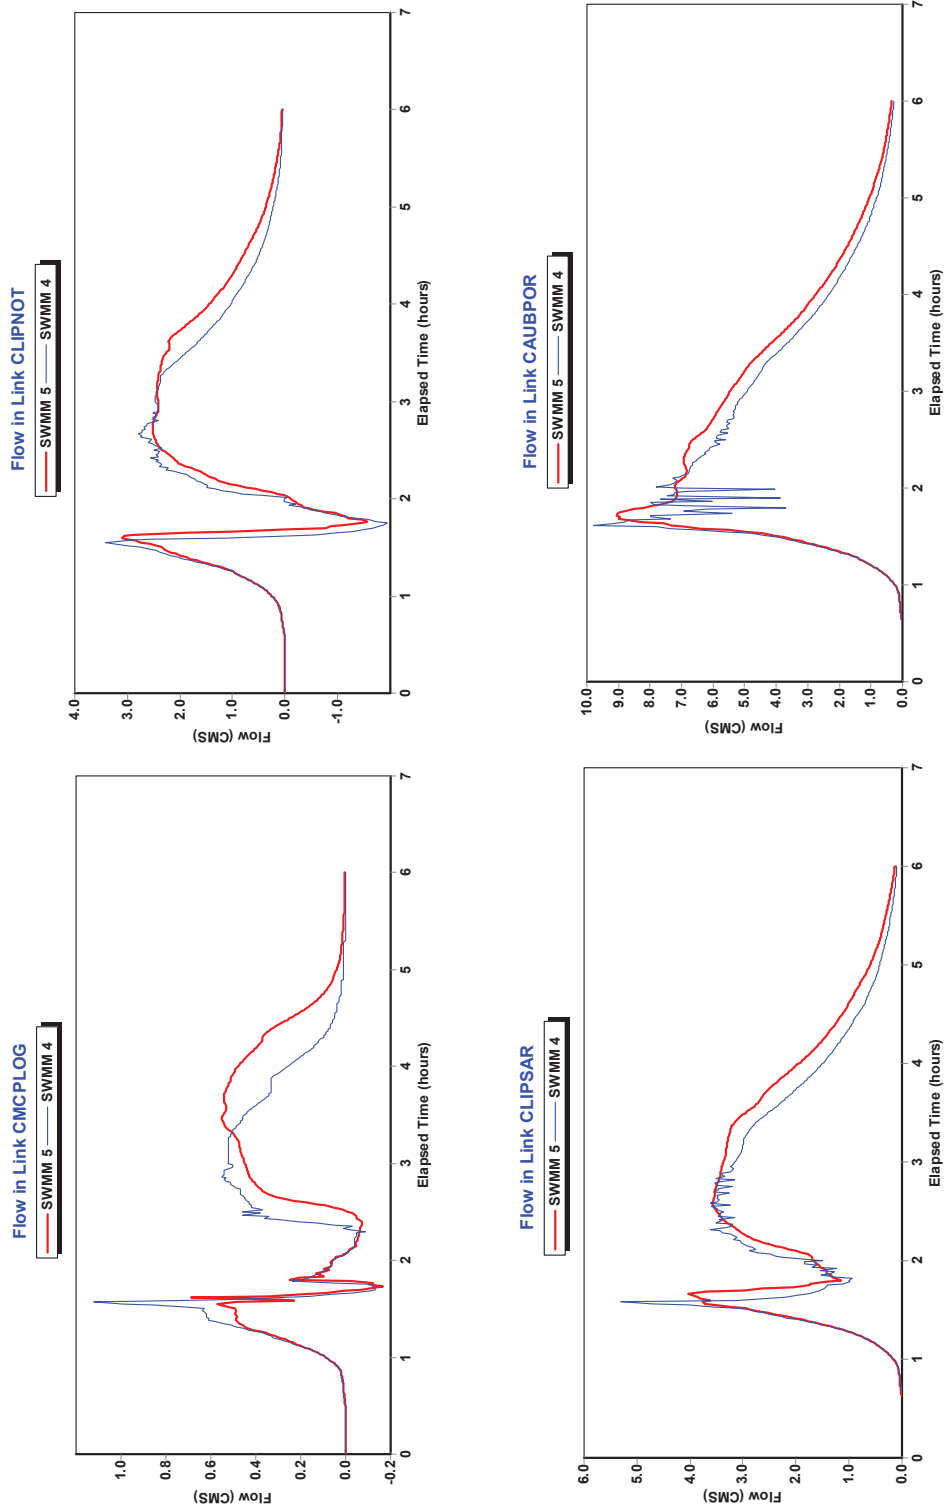 Flow in Link CMCPLOG
SWMM 5 SWMM 4
1.0
0.8
0.6
0.4
0.2
0.0
-0.2
Flow (CMS)
0 1 2 3 4 5 6 7
Elapsed Time (hours)
Flow in Link CLIPNOT
SWMM 5 SWMM 4
4.0
3.0
2.0
1.0
0.0
-1.0
Flow (CMS)
0 1 2 3 4 5 6 7
Elapsed Time (hours)
Flow in Link CLIPSAR
SWMM 5 SWMM 4
6.0
5.0
4.0
3.0
2.0
1.0
0.0
Flow (CMS)
0 1 2 3 4 5 6 7
Elapsed Time (hours)
Flow in Link CAUBPOR
SWMM 5 SWMM 4
10.0
9.0
8.0
7.0
6.0
5.0
4.0
3.0
2.0
1.0
0.0
Flow (CMS)
0 1 2 3 4 5 6 7
Elapsed Time (hours)